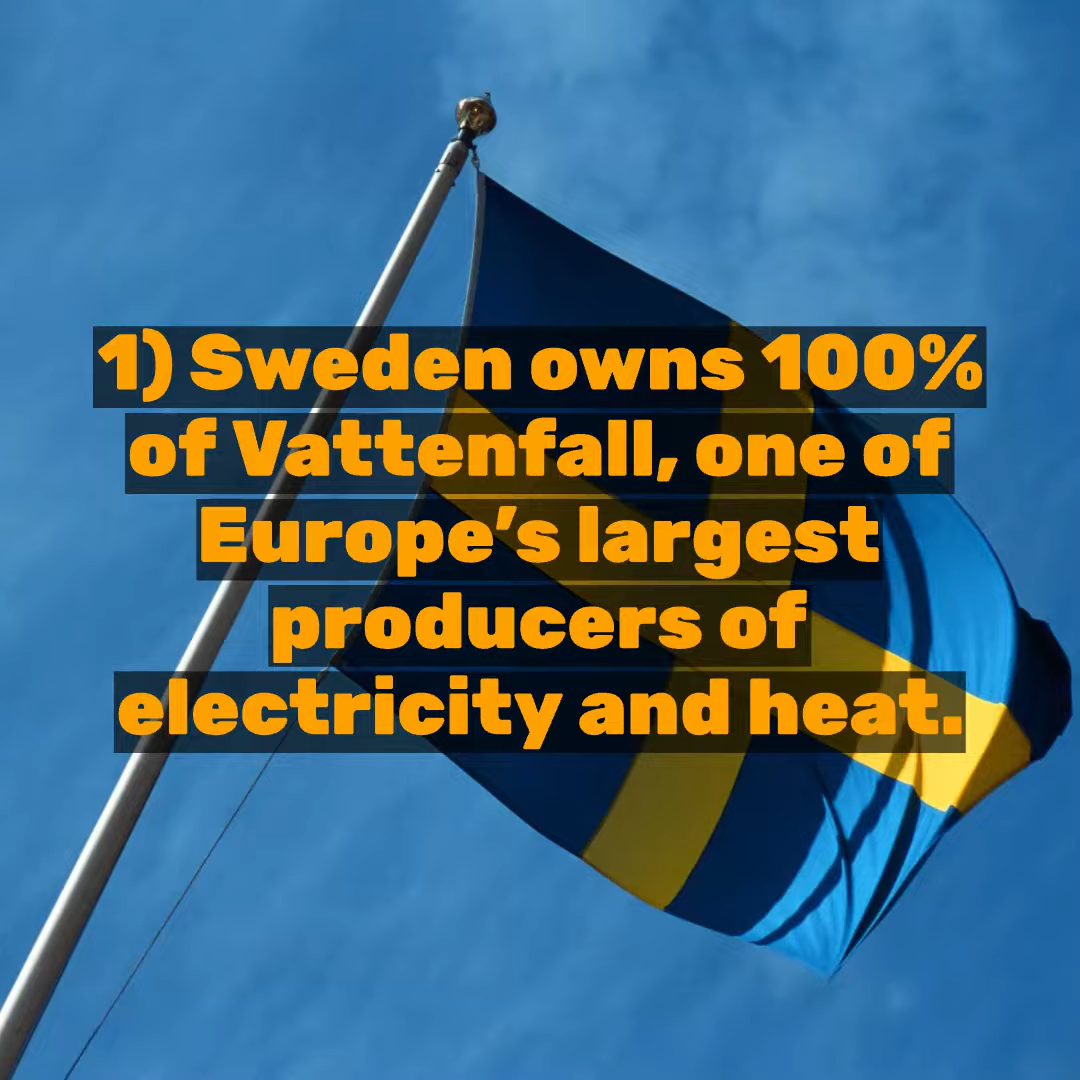 1) Sweden owns 100%
of Vattenfall, one of
Europe’s largest
producers of
electricity and heat.